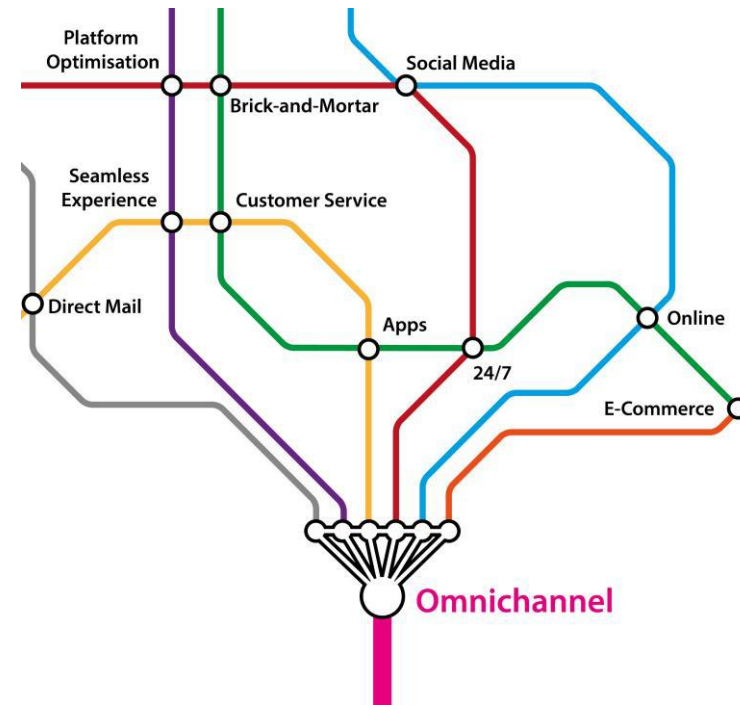 Platform
Optimisation
Social Media
Brick-and-Mortar
Seamless
Experience
Customer Service
Direct Mail
Apps
Online
24/7
E-Commerce
Omnichannel